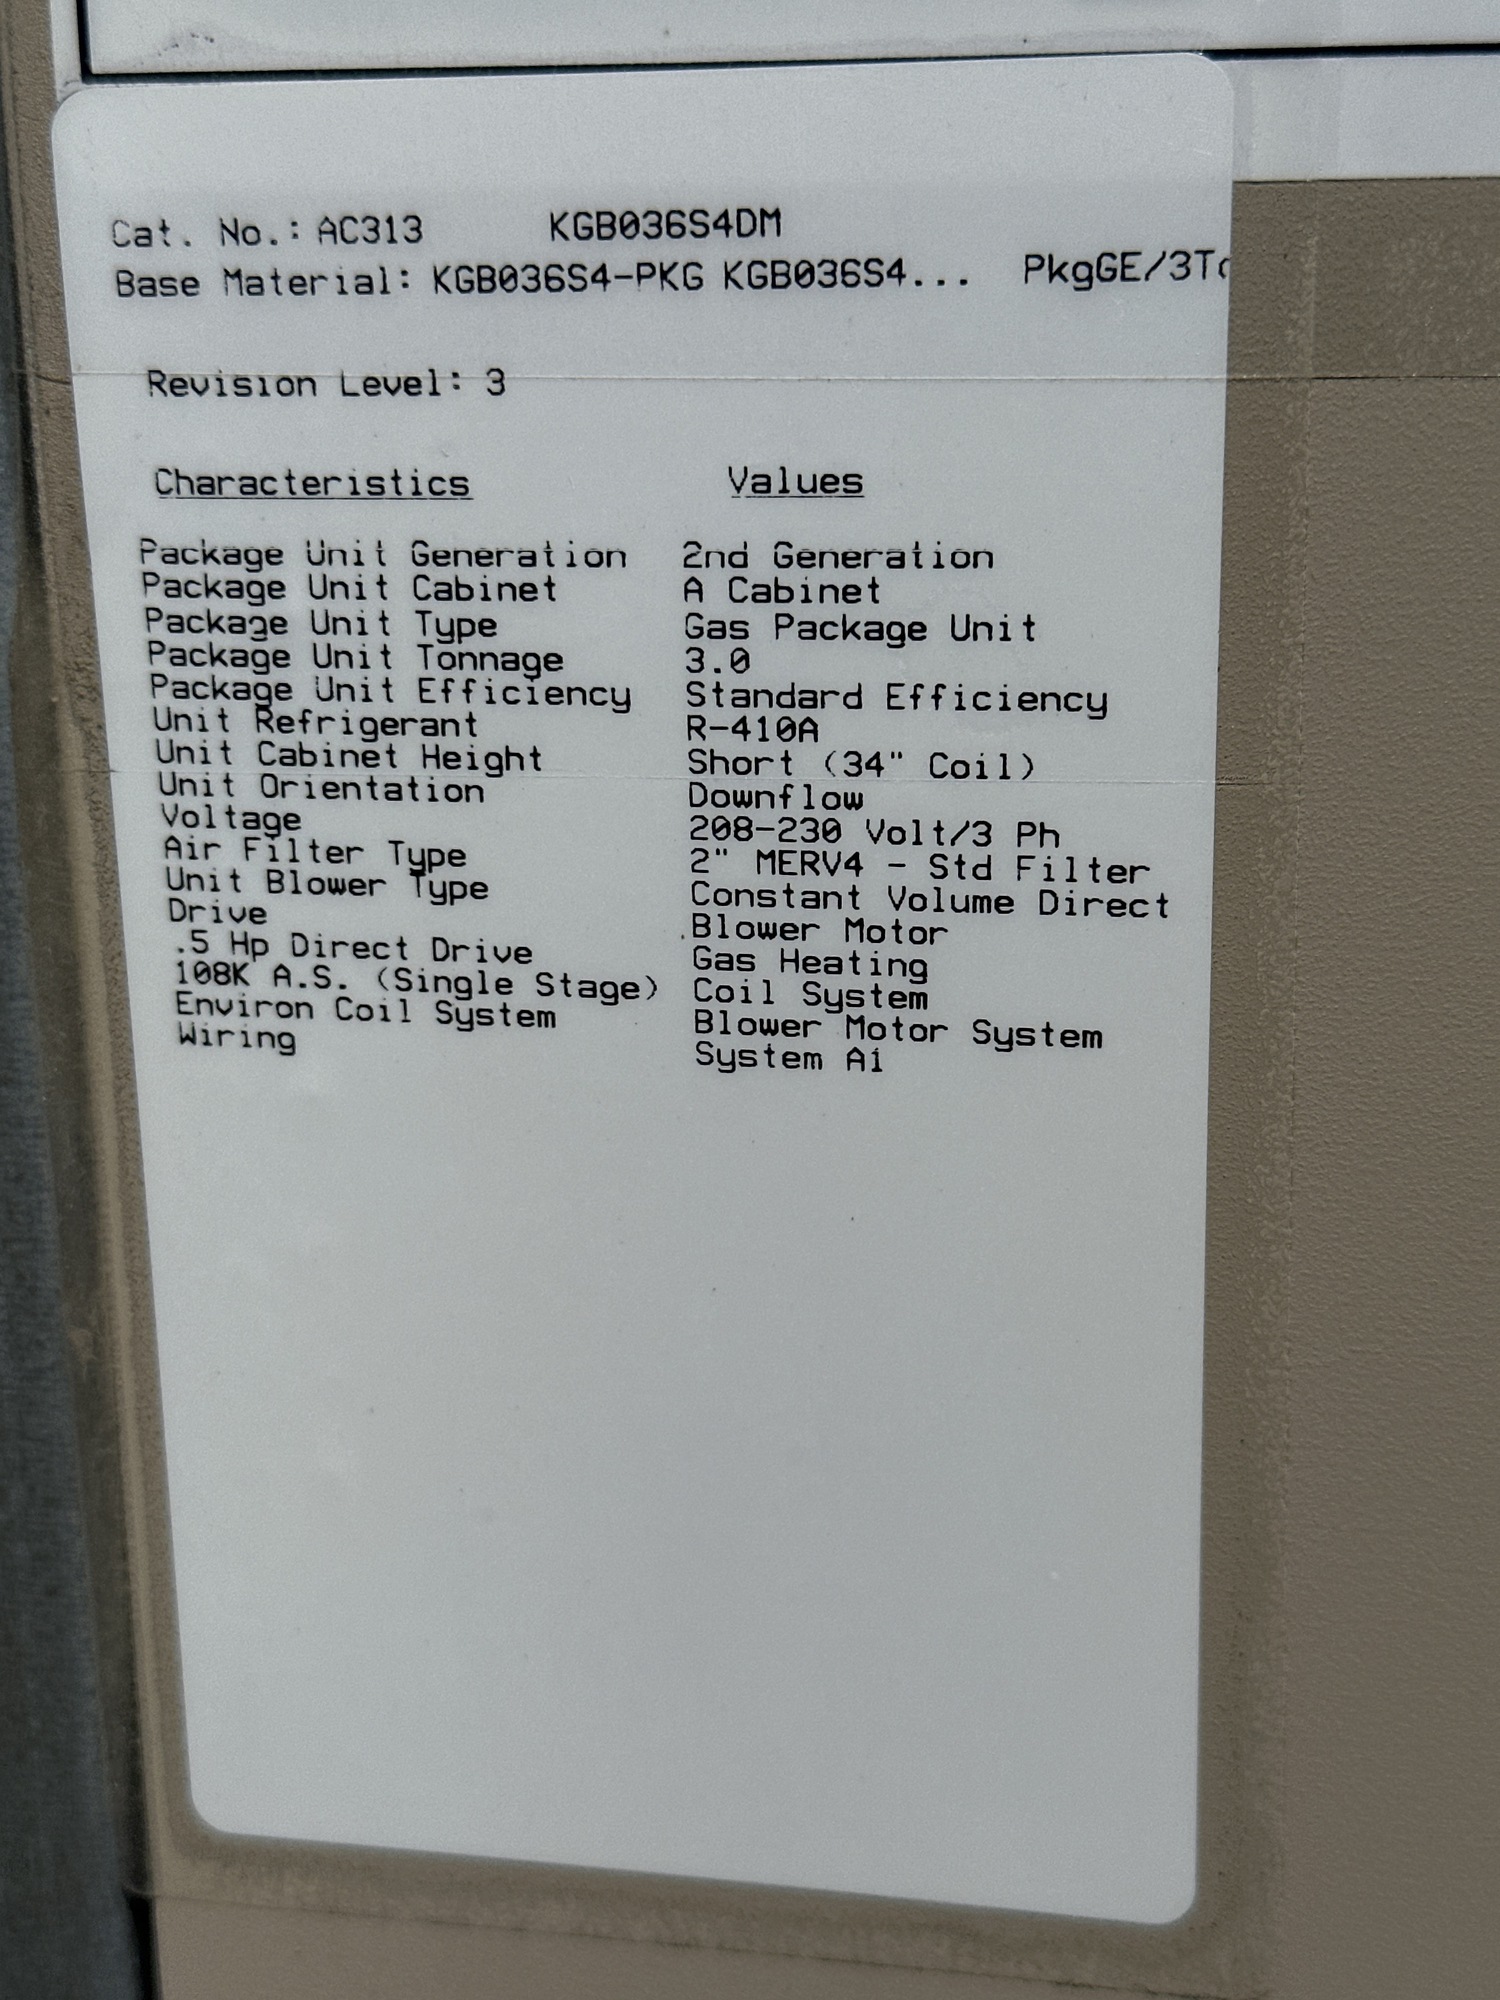 Cat. No.: AC313 KGB036S4DM
Base Material: KGB036S4-PKG KGB036S4... PkgGE/3To
Revision Level: 3
Characteristics Values
Package Unit Generation 2nd Generation
Package Unit Cabinet A Cabinet
Package Unit Type Gas Package Unit
Package Unit Tonnage 3.0
Package Unit Efficiency Standard Efficiency
Unit Refrigerant R-410A
Unit Cabinet Height Short (34" Coil)
Unit Orientation Downflow
Voltage 208-230 Volt/3 Ph
Air Filter Type 2" MERV4 - Std Filter
Unit Blower Type Constant Volume Direct
Drive Blower Motor
.5 Hp Direct Drive Gas Heating
108K A.S. (Single Stage) Coil System
Environ Coil System Blower Motor System
Wiring System Ai